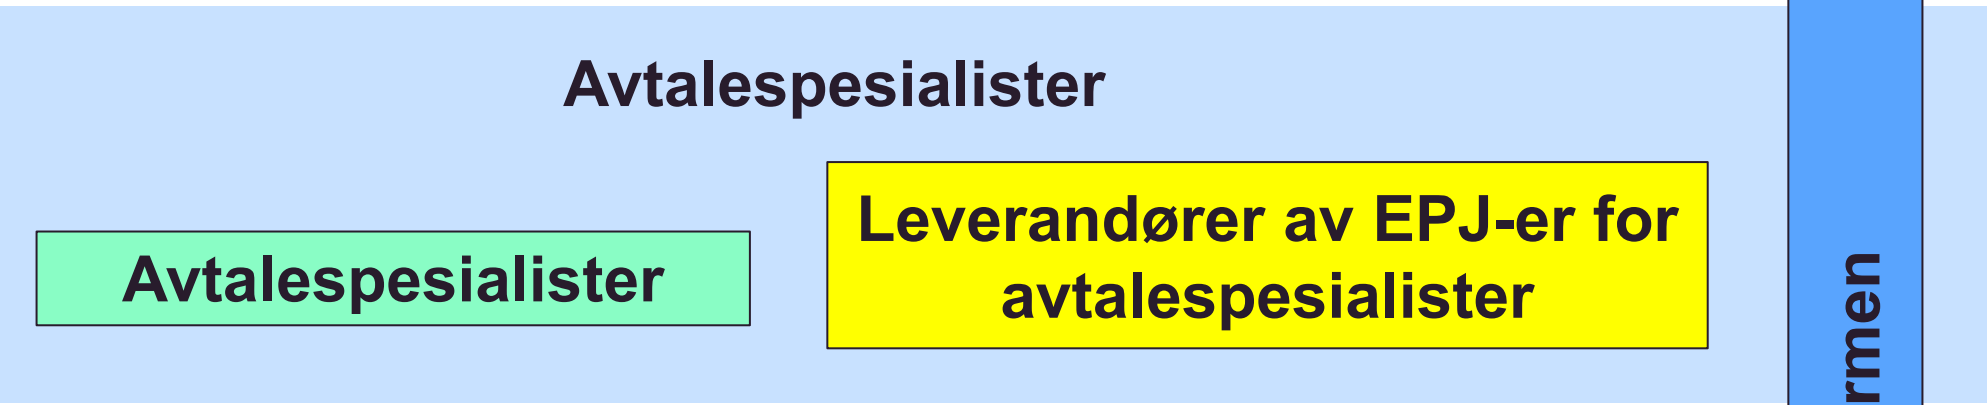 Avtalespesialister
Avtalespesialister
Leverandører av EPJ-er for
avtalespesialister
rmen